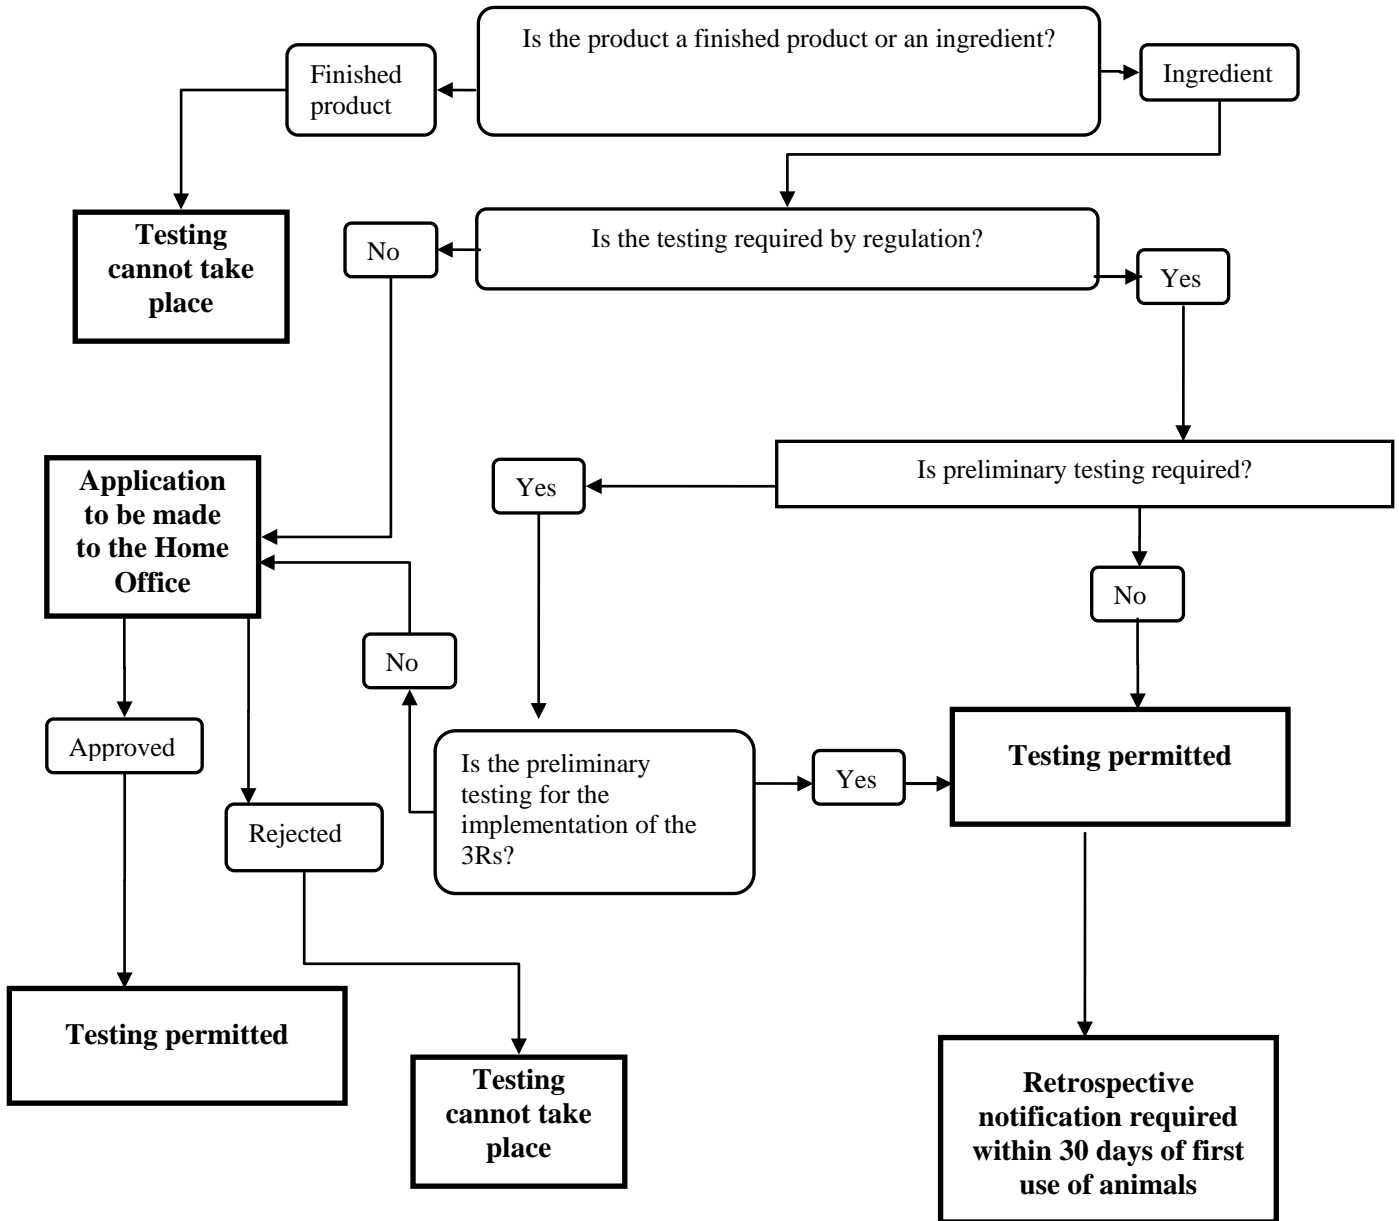 Is the product a finished product or an ingredient?
Finished
product
Ingredient
Testing
cannot take
place
No
Is the testing required by regulation?
Yes
Application
to be made
to the Home
Office
Yes
Is preliminary testing required?
No
No
Approved
Rejected
Is the preliminary
testing for the
implementation of the
3Rs?
Yes
Testing permitted
Testing permitted
Testing
cannot take
place
Retrospective
notification required
within 30 days of first
use of animals